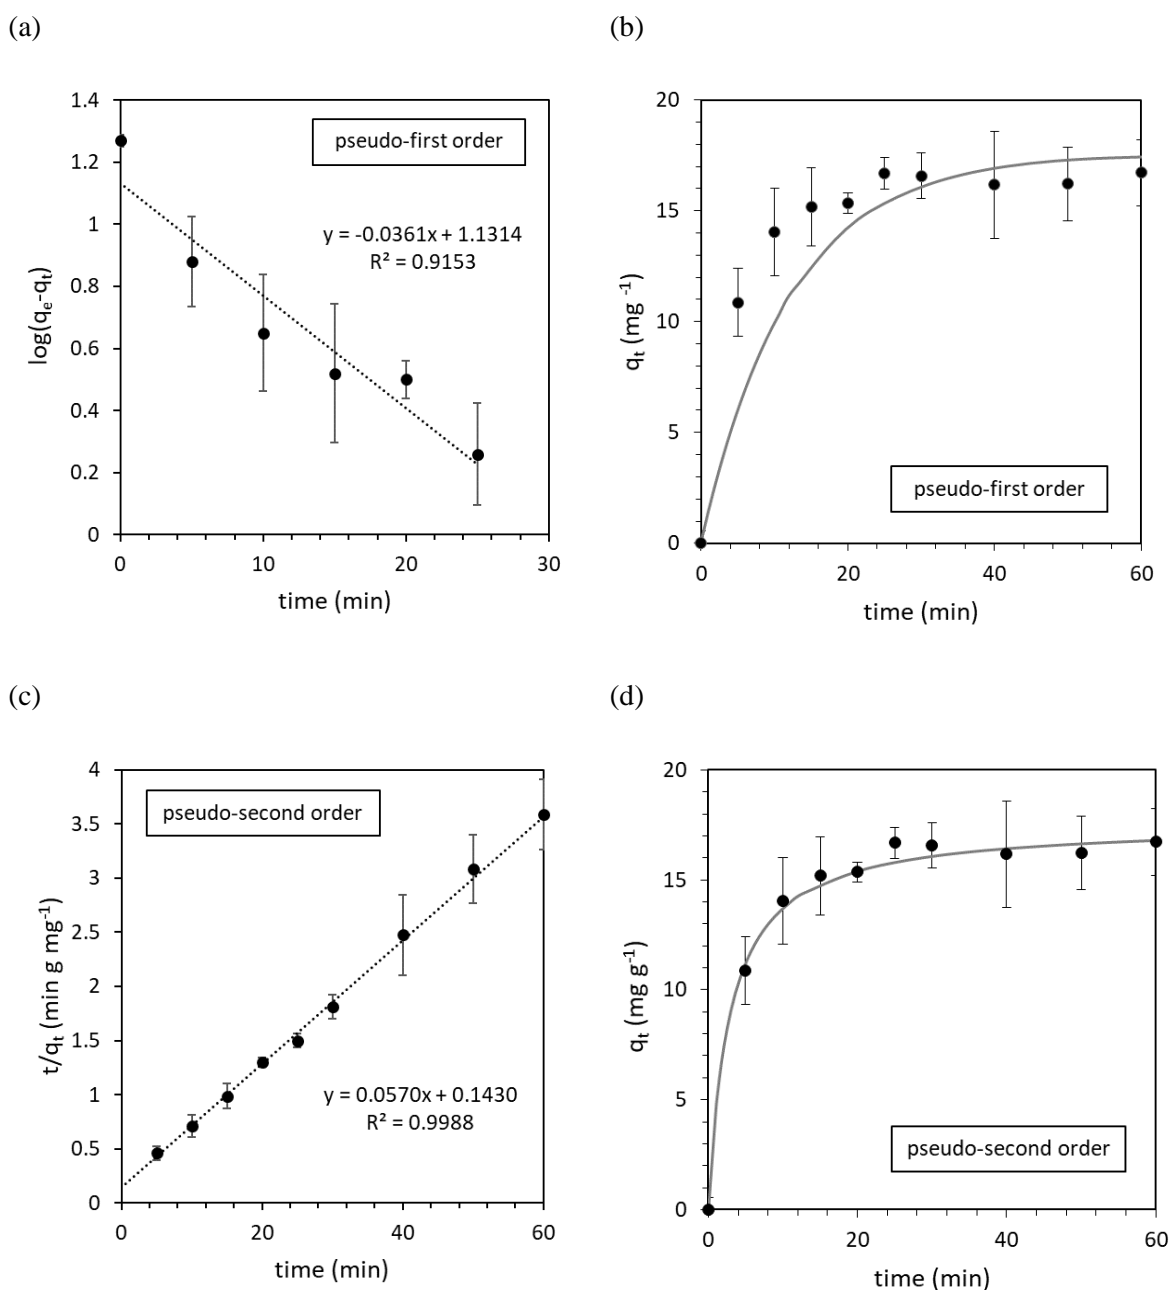 (a)
1.4
1.2
1
0.8
0.6
0.4
0.2
0
log(qₑ-qₜ)
pseudo-first order
y = -0.0361x + 1.1314
R² = 0.9153
0 10 20 30
time (min)
(b)
20
15
10
5
0
qₜ (mg ⁻¹)
pseudo-first order
0 20 40 60
time (min)
(c)
4
3.5
3
2.5
2
1.5
1
0.5
0
t/qₜ (min g mg⁻¹)
pseudo-second order
y = 0.0570x + 0.1430
R² = 0.9988
0 20 40 60
time (min)
(d)
20
15
10
5
0
qₜ (mg g⁻¹)
pseudo-second order
0 20 40 60
time (min)